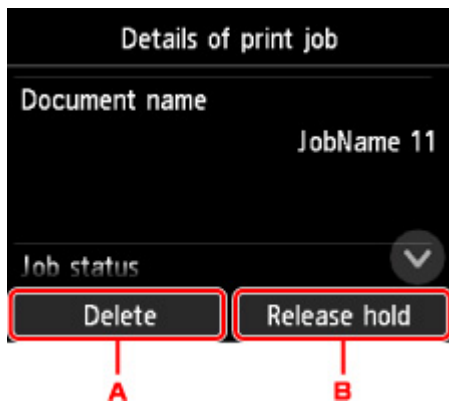 Details of print job
Document name
JobName 11
Job status
Delete
Release hold
A
B